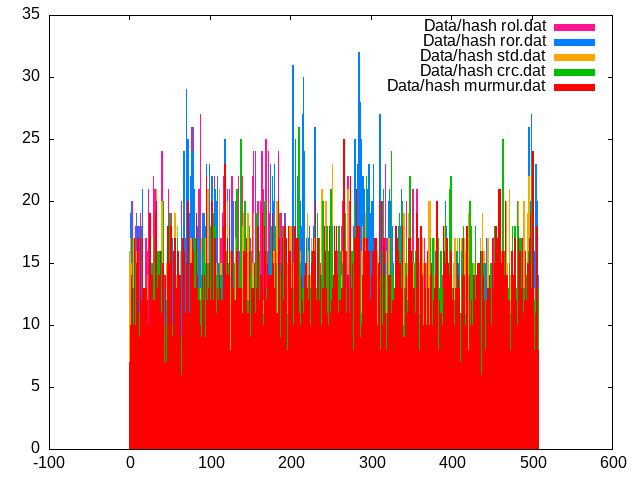 35
30
25
20
15
10
5
0
-100 0 100 200 300 400 500 600
Data/hash rol.dat
Data/hash ror.dat
Data/hash std.dat
Data/hash crc.dat
Data/hash murmur.dat